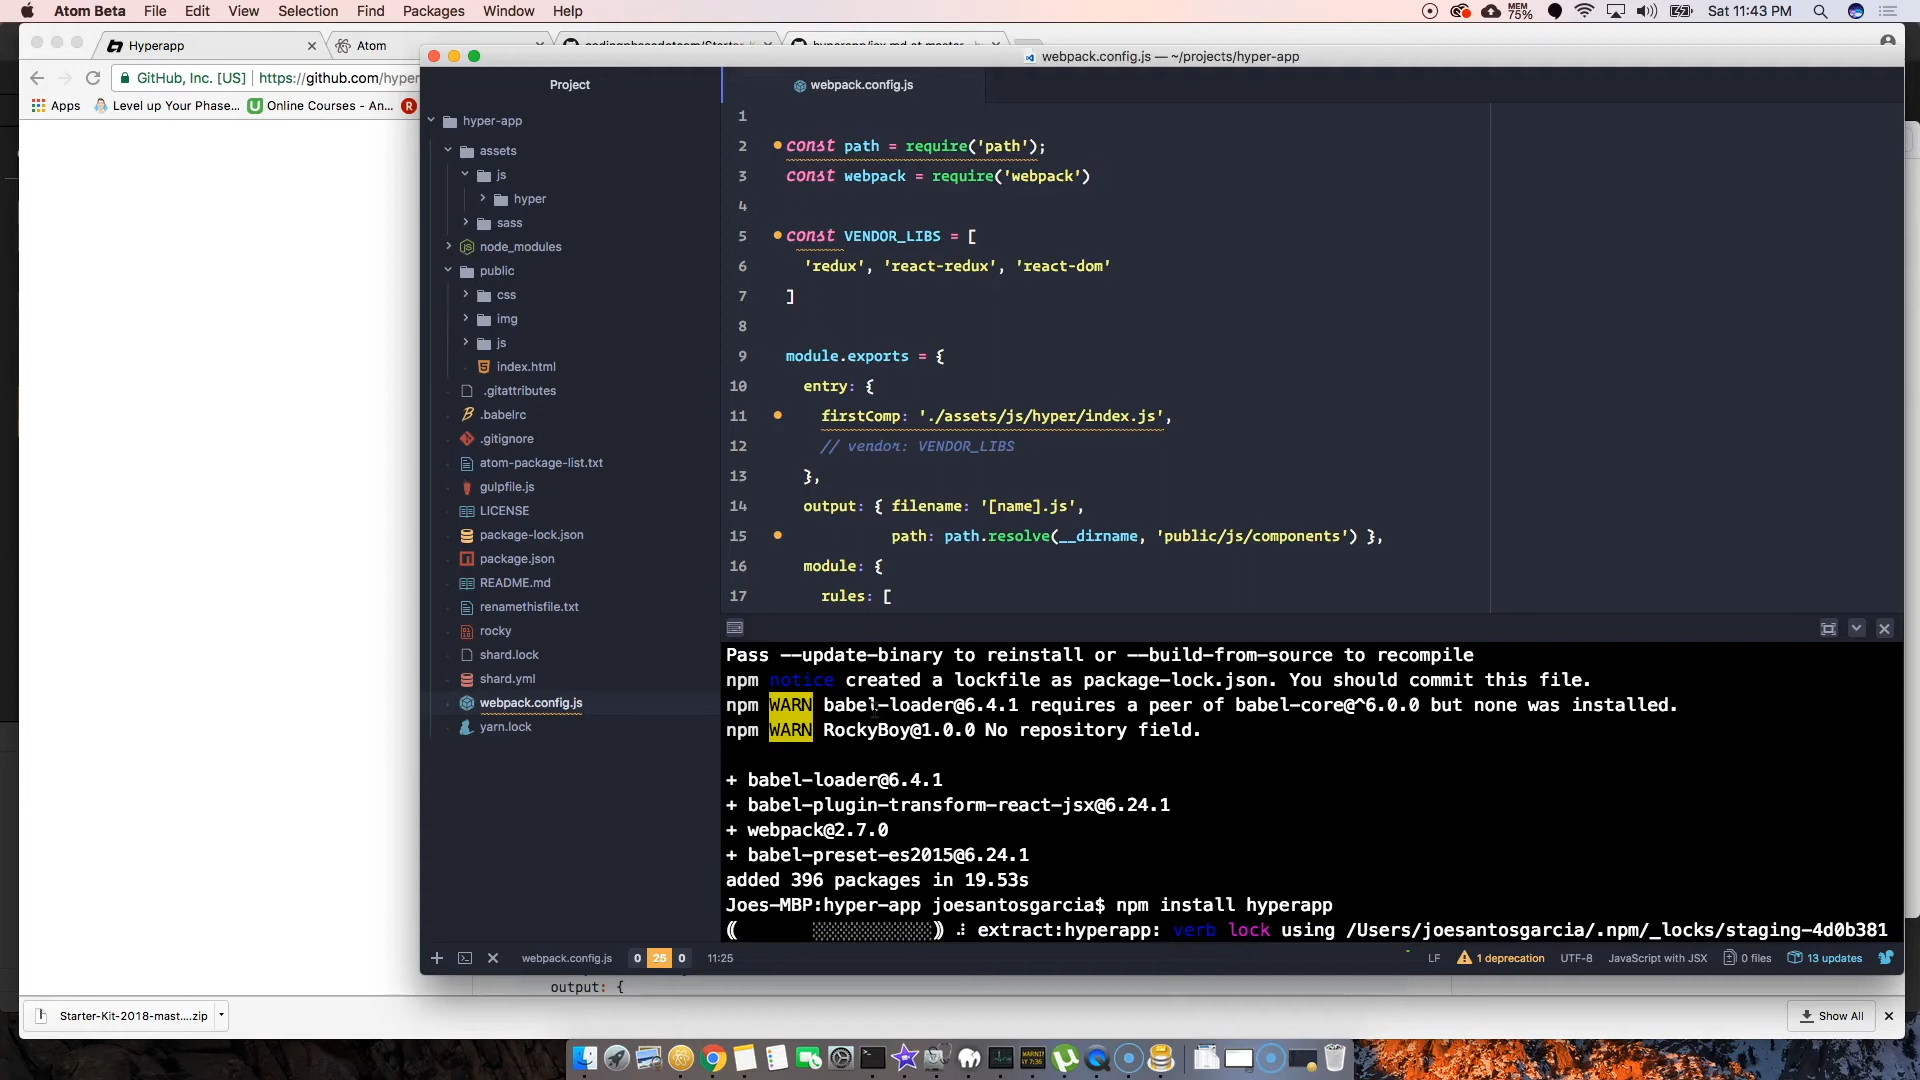 Atom Beta File Edit View Selection Find Packages Window Help
MEM 75% Sat 11:43 PM
Hyperapp
Atom
webpack.config.js — ~/projects/hyper-app
GitHub, Inc. [US] https://github.com/hyper
Apps Level up Your Phase... Online Courses - An...
Project
webpack.config.js
hyper-app
assets
js
hyper
sass
node_modules
public
css
img
js
index.html
.gitattributes
.babelrc
.gitignore
atom-package-list.txt
gulpfile.js
LICENSE
package-lock.json
package.json
README.md
renamethisfile.txt
rocky
shard.lock
shard.yml
webpack.config.js
yarn.lock
1
2 const path = require('path');
3 const webpack = require('webpack')
4
5 const VENDOR_LIBS = [
6 'redux', 'react-redux', 'react-dom'
7 ]
8
9 module.exports = {
10 entry: {
11 firstComp: './assets/js/hyper/index.js',
12 // vendor: VENDOR_LIBS
13 },
14 output: { filename: '[name].js',
15 path: path.resolve(__dirname, 'public/js/components') },
16 module: {
17 rules: [
Pass --update-binary to reinstall or --build-from-source to recompile
npm notice created a lockfile as package-lock.json. You should commit this file.
npm WARN babel-loader@6.4.1 requires a peer of babel-core@^6.0.0 but none was installed.
npm WARN RockyBoy@1.0.0 No repository field.
+ babel-loader@6.4.1
+ babel-plugin-transform-react-jsx@6.24.1
+ webpack@2.7.0
+ babel-preset-es2015@6.24.1
added 396 packages in 19.53s
Joes-MBP:hyper-app joesantosgarcia$ npm install hyperapp
extract:hyperapp: verb lock using /Users/joesantosgarcia/.npm/_locks/staging-4d0b381
webpack.config.js 0 25 0 11:25 LF 1 deprecation UTF-8 JavaScript with JSX 0 files 13 updates
output: {
Starter-Kit-2018-mast....zip
Show All